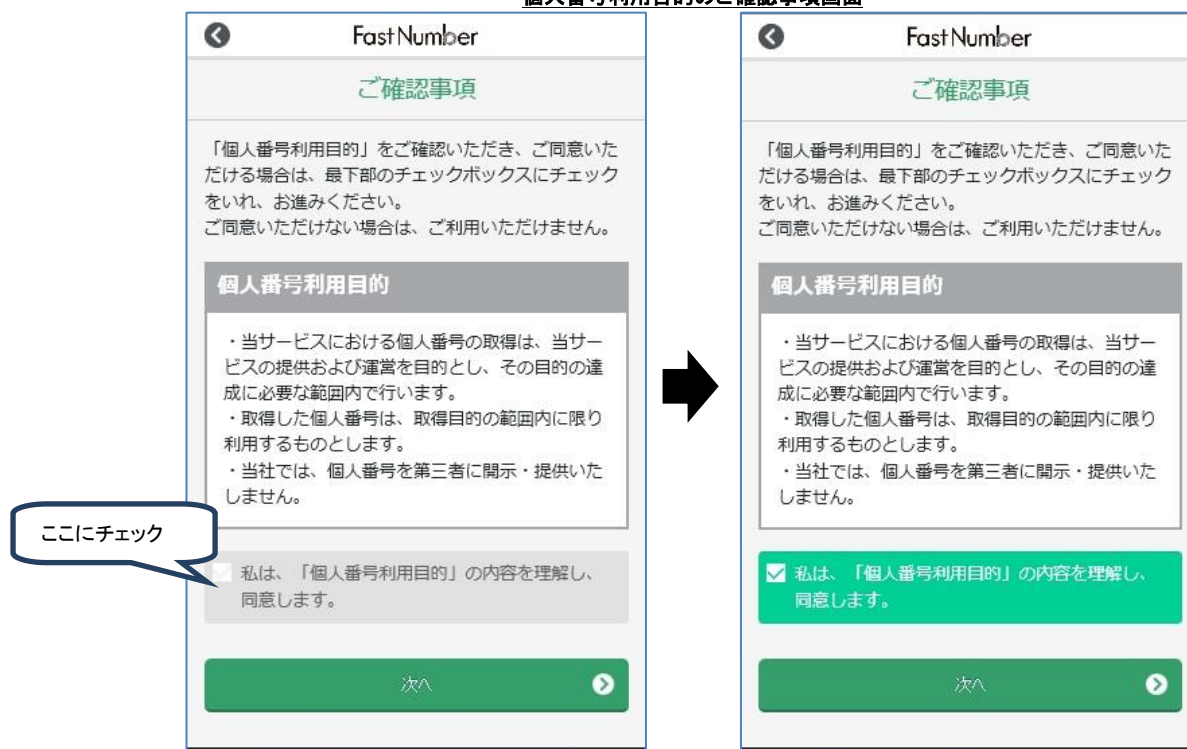 個人番号利用目的のご確認事項画面
FastNumber
ご確認事項
「個人番号利用目的」をご確認いただき、ご同意いた
だける場合は、最下部のチェックボックスにチェック
をいれ、お進みください。
ご同意いただけない場合は、ご利用いただけません。
個人番号利用目的
・当サービスにおける個人番号の取得は、当サー
ビスの提供および運営を目的とし、その目的の達
成に必要な範囲内で行います。
・取得した個人番号は、取得目的の範囲内に限り
利用するものとします。
・当社では、個人番号を第三者に開示・提供いた
しません。
ここにチェック
私は、「個人番号利用目的」の内容を理解し、
同意します。
次へ
FastNumber
ご確認事項
「個人番号利用目的」をご確認いただき、ご同意いた
だける場合は、最下部のチェックボックスにチェック
をいれ、お進みください。
ご同意いただけない場合は、ご利用いただけません。
個人番号利用目的
・当サービスにおける個人番号の取得は、当サー
ビスの提供および運営を目的とし、その目的の達
成に必要な範囲内で行います。
・取得した個人番号は、取得目的の範囲内に限り
利用するものとします。
・当社では、個人番号を第三者に開示・提供いた
しません。
私は、「個人番号利用目的」の内容を理解し、
同意します。
次へ